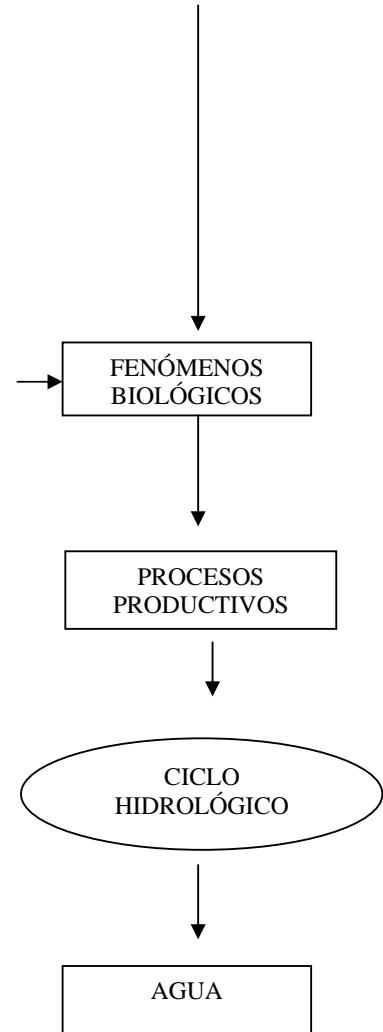 FENÓMENOS
BIOLÓGICOS
PROCESOS
PRODUCTIVOS
CICLO
HIDROLÓGICO
AGUA